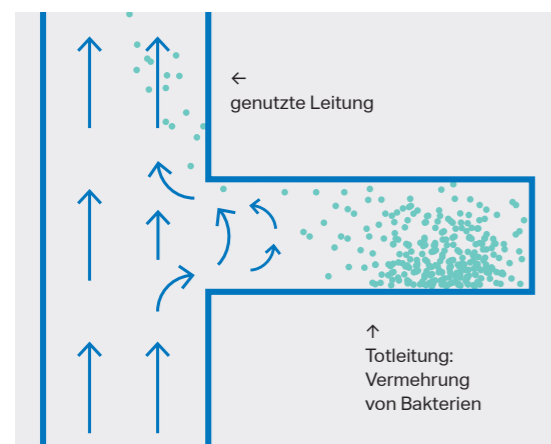 ←
genutzte Leitung
↑
Totleitung:
Vermehrung
von Bakterien